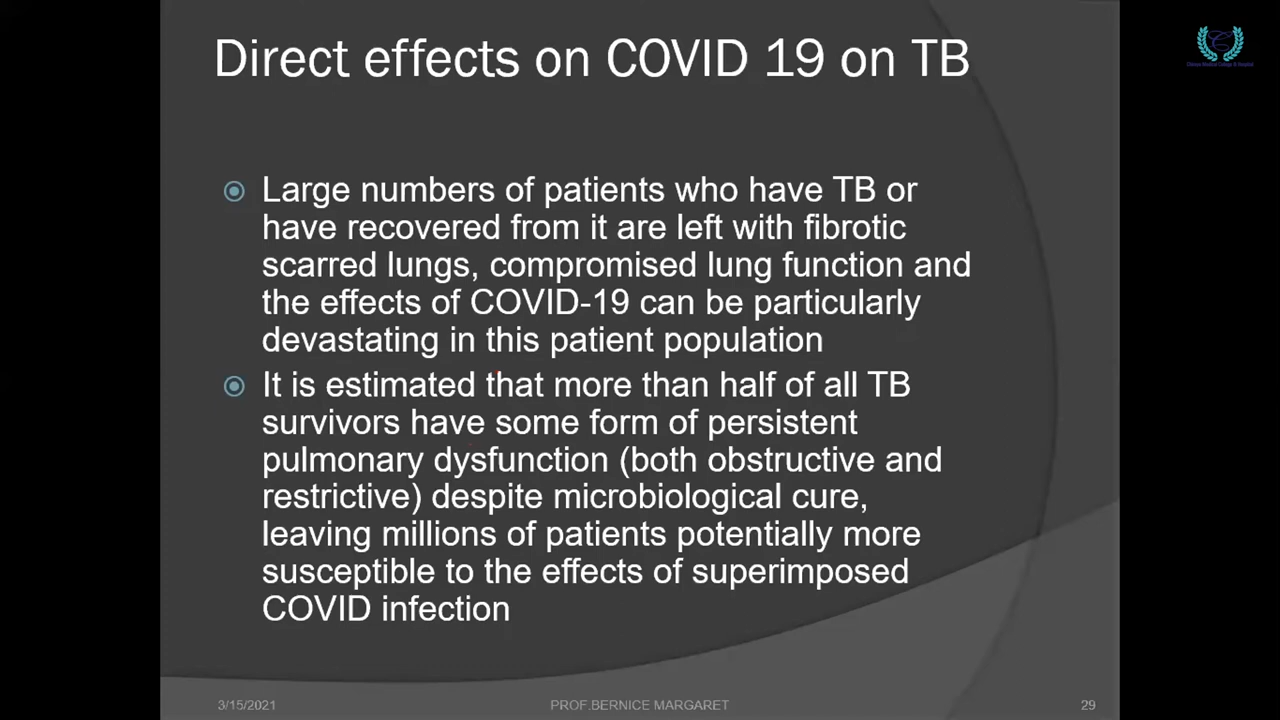 Direct effects on COVID 19 on TB
Large numbers of patients who have TB or
have recovered from it are left with fibrotic
scarred lungs, compromised lung function and
the effects of COVID-19 can be particularly
devastating in this patient population
It is estimated that more than half of all TB
survivors have some form of persistent
pulmonary dysfunction (both obstructive and
restrictive) despite microbiological cure,
leaving millions of patients potentially more
susceptible to the effects of superimposed
COVID infection
3/15/2021
PROF.BERNICE MARGARET
29